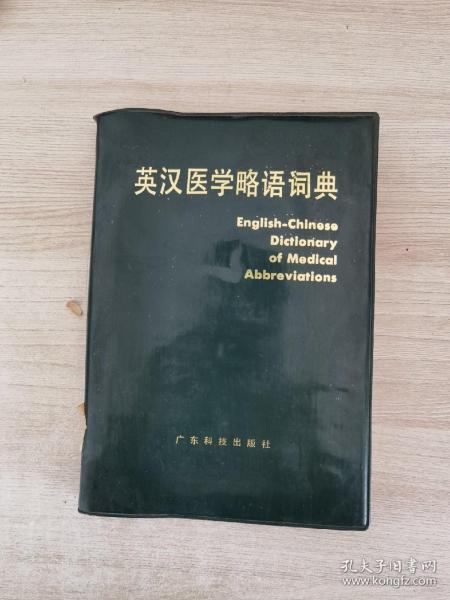 英汉医学略语词典
English-Chinese
Dictionary
of Medical
Abbreviations
广东科技出版社
孔夫子旧书网
www.kongfz.com